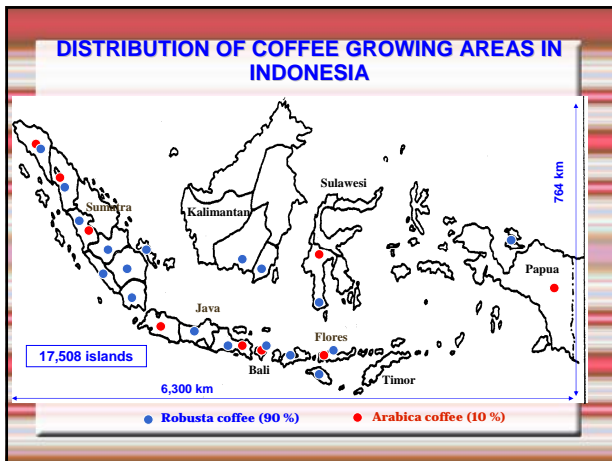 DISTRIBUTION OF COFFEE GROWING AREAS IN
INDONESIA
764 km
Sulawesi
Kalimantan
Sumatra
Papua
Java
Flores
17,508 islands
Bali
Timor
6,300 km
Robusta coffee (90 %)
Arabica coffee (10 %)